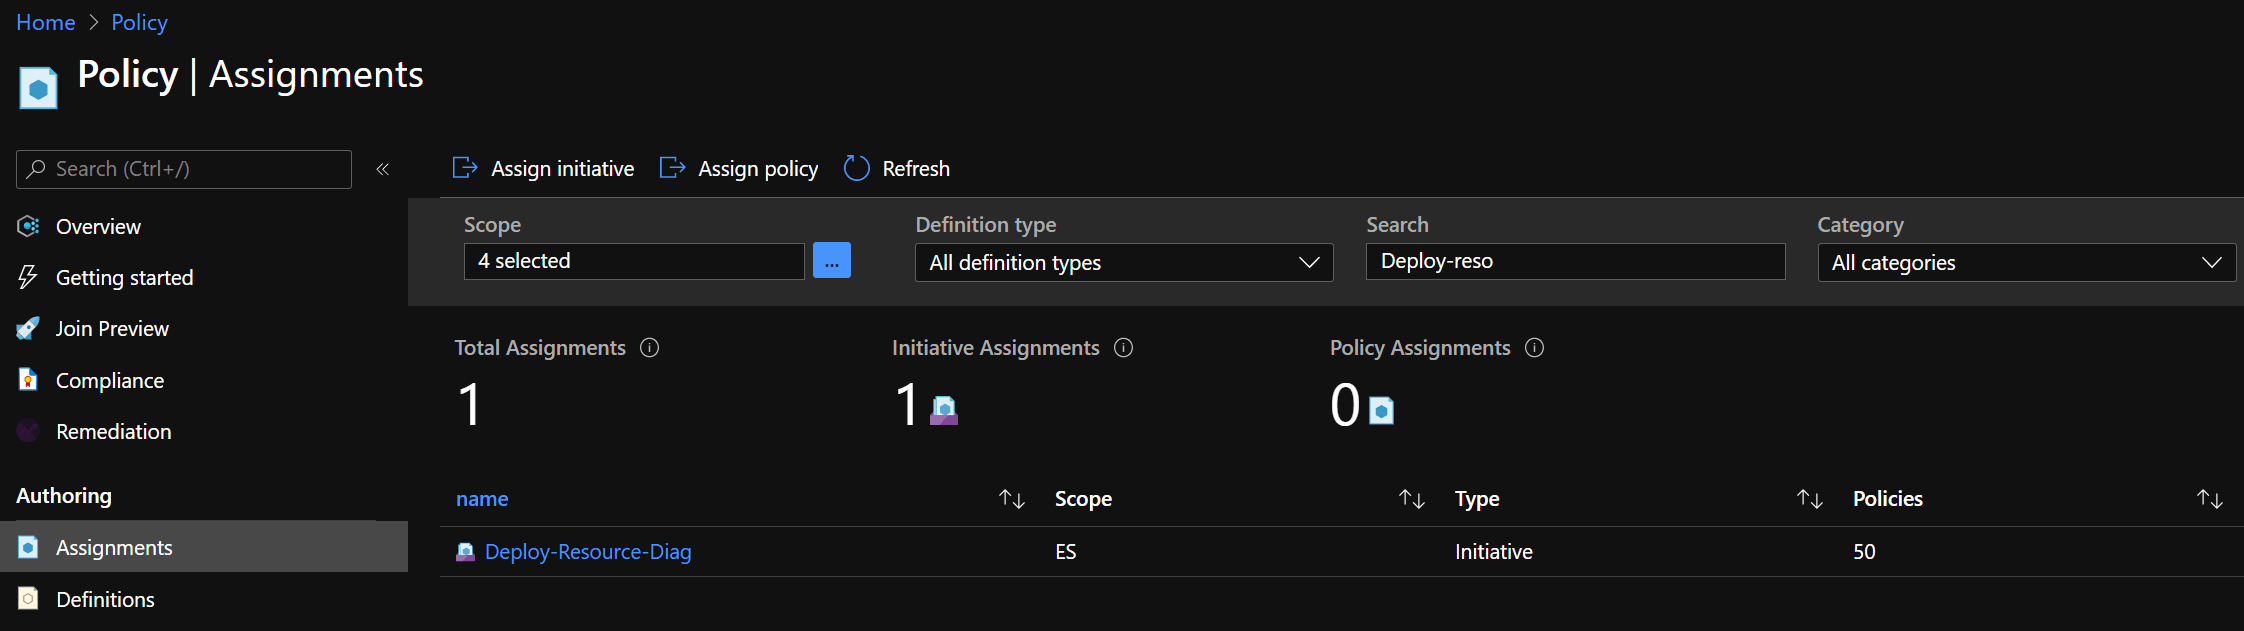 Home > Policy
Policy | Assignments
Search (Ctrl+/)
«
Overview
Getting started
Join Preview
Compliance
Remediation
Authoring
Assignments
Definitions
Assign initiative
Assign policy
Refresh
Scope
4 selected
...
Definition type
All definition types
Search
Deploy-reso
Category
All categories
Total Assignments
1
Initiative Assignments
1
Policy Assignments
0
name Scope Type Policies
Deploy-Resource-Diag ES Initiative 50